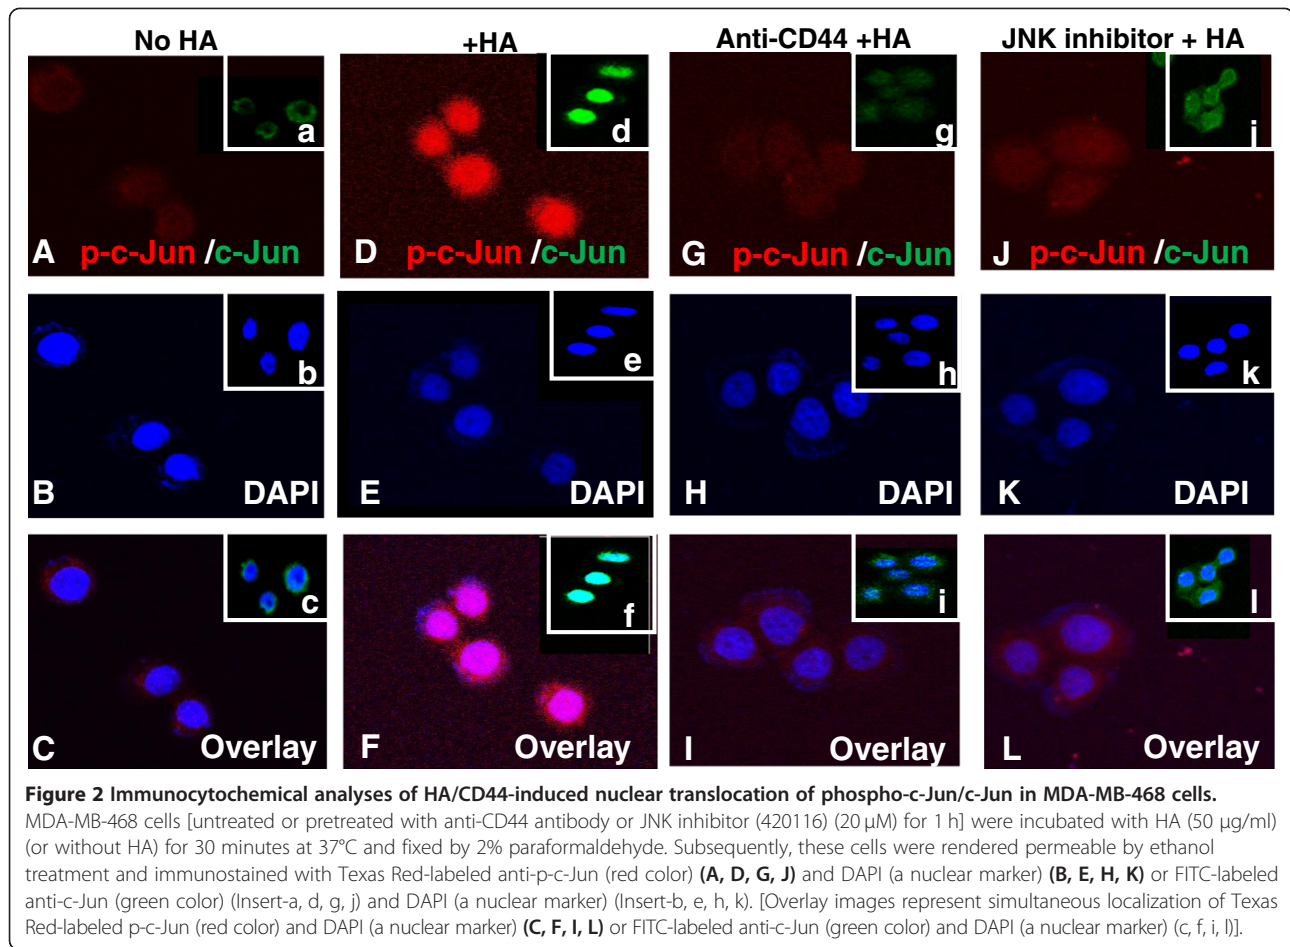 No HA
+HA
Anti-CD44 +HA
JNK inhibitor + HA
a
d
g
j
A p-c-Jun /c-Jun
D p-c-Jun /c-Jun
G p-c-Jun /c-Jun
J p-c-Jun /c-Jun
b
e
h
k
B DAPI
E DAPI
H DAPI
K DAPI
c
f
i
l
C Overlay
F Overlay
I Overlay
L Overlay
Figure 2 Immunocytochemical analyses of HA/CD44-induced nuclear translocation of phospho-c-Jun/c-Jun in MDA-MB-468 cells.
MDA-MB-468 cells [untreated or pretreated with anti-CD44 antibody or JNK inhibitor (420116) (20 μM) for 1 h] were incubated with HA (50 μg/ml)
(or without HA) for 30 minutes at 37°C and fixed by 2% paraformaldehyde. Subsequently, these cells were rendered permeable by ethanol
treatment and immunostained with Texas Red-labeled anti-p-c-Jun (red color) (A, D, G, J) and DAPI (a nuclear marker) (B, E, H, K) or FITC-labeled
anti-c-Jun (green color) (Insert-a, d, g, j) and DAPI (a nuclear marker) (Insert-b, e, h, k). [Overlay images represent simultaneous localization of Texas
Red-labeled p-c-Jun (red color) and DAPI (a nuclear marker) (C, F, I, L) or FITC-labeled anti-c-Jun (green color) and DAPI (a nuclear marker) (c, f, i, l)].